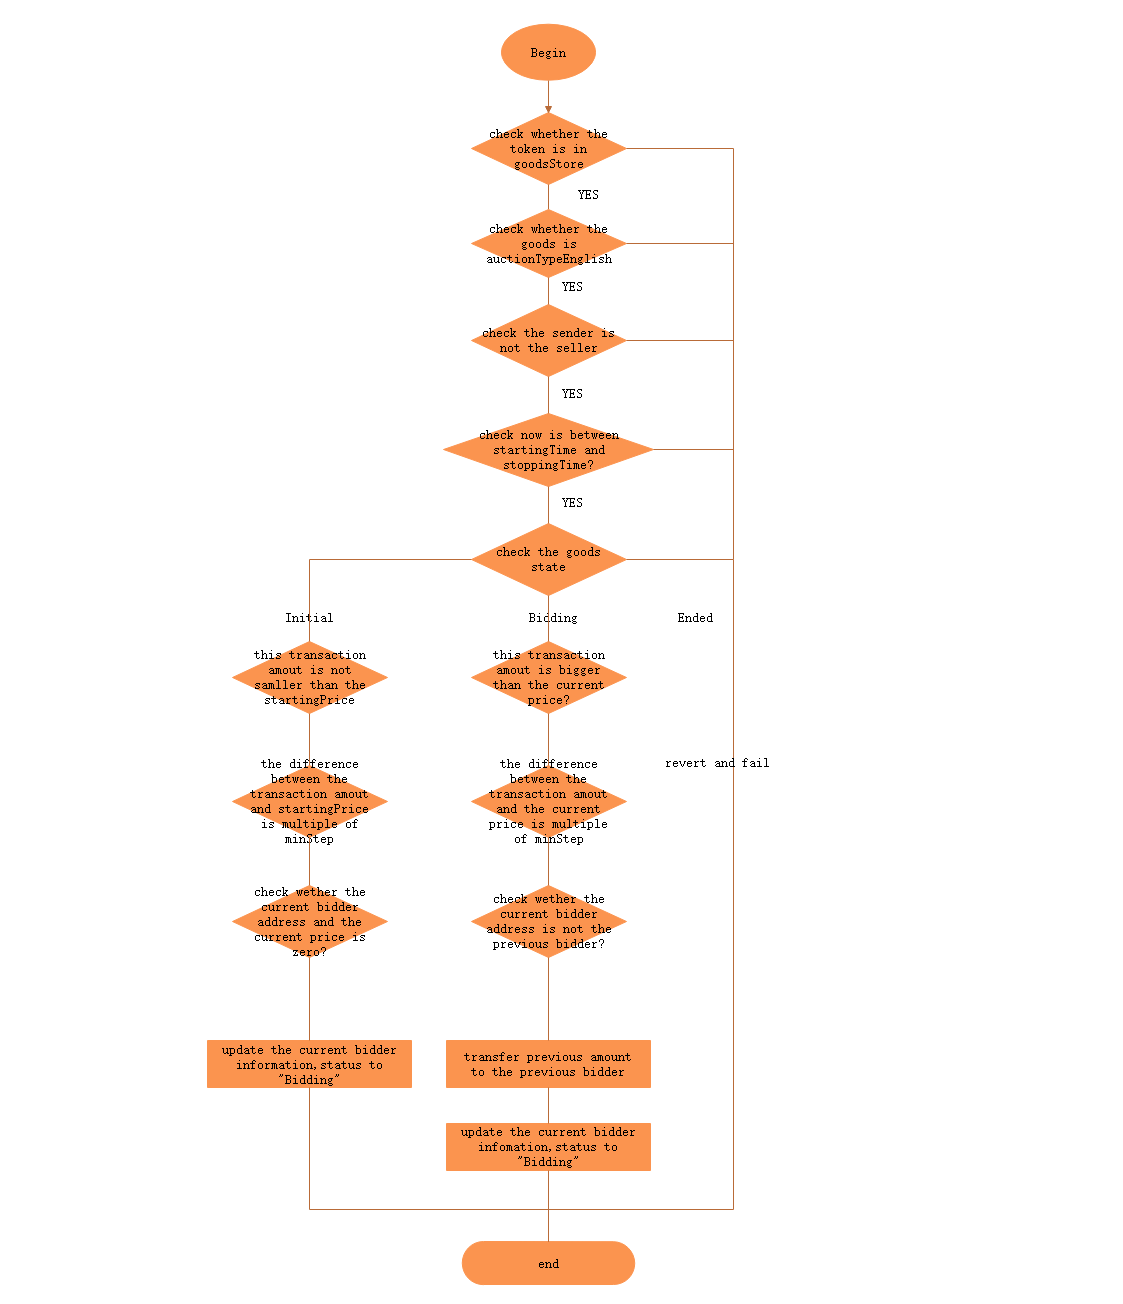 Begin
check whether the
token is in
goodsStore
YES
check whether the
goods is
auctionTypeEnglish
YES
check the sender is
not the seller
YES
check now is between
startingTime and
stoppingTime?
YES
check the goods
state
Initial
Bidding
Ended
this transaction
amout is not
samller than the
startingPrice
this transaction
amout is bigger
than the current
price?
the difference
between the
transaction amout
and startingPrice
is multiple of
minStep
the difference
between the
transaction amout
and the current
price is multiple
of minStep
revert and fail
check wether the
current bidder
address and the
current price is
zero?
check wether the
current bidder
address is not the
previous bidder?
update the current bidder
information,status to
"Bidding"
transfer previous amount
to the previous bidder
update the current bidder
infomation,status to
"Bidding"
end